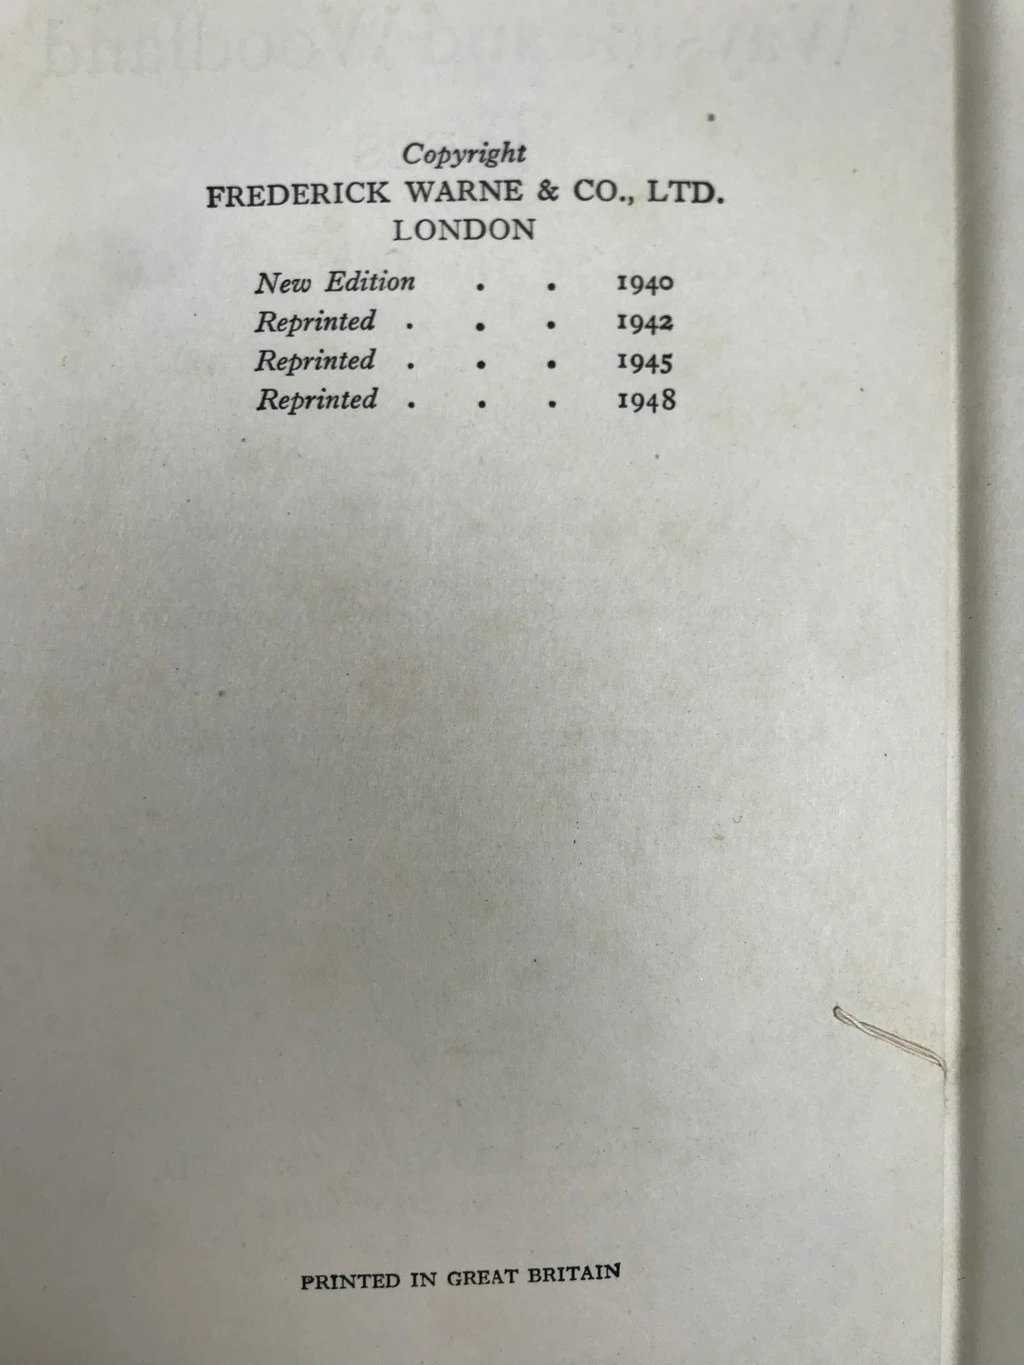 Copyright
FREDERICK WARNE & CO., LTD.
LONDON
New Edition . . 1940
Reprinted . . . 1942
Reprinted . . . 1945
Reprinted . . . 1948
PRINTED IN GREAT BRITAIN